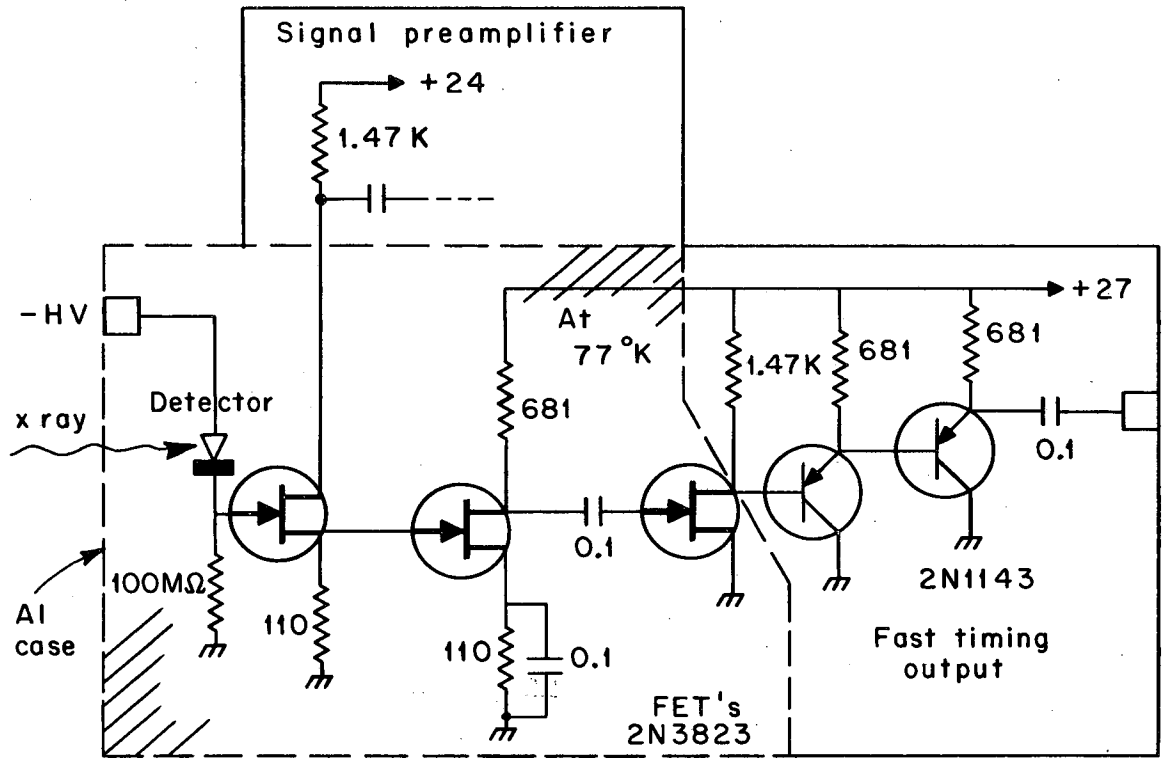 Signal preamplifier
+24
1.47 K
-HV
+27
At
77 °K
681
1.47K
681
681
Detector
x ray
0.1
0.1
100MΩ
110
110
0.1
2N1143
Al
case
Fast timing
output
FET's
2N3823